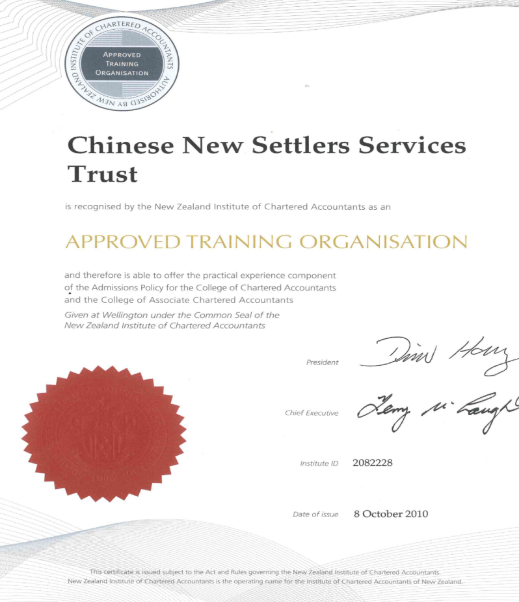 NEW ZEALAND INSTITUTE OF CHARTERED ACCOUNTANTS
AUTHORISED BY
APPROVED
TRAINING
ORGANISATION
Chinese New Settlers Services
Trust
is recognised by the New Zealand Institute of Chartered Accountants as an
APPROVED TRAINING ORGANISATION
and therefore is able to offer the practical experience component
of the Admissions Policy for the College of Chartered Accountants
and the College of Associate Chartered Accountants
Given at Wellington under the Common Seal of the
New Zealand Institute of Chartered Accountants
President
Chief Executive
Institute ID 2082228
Date of issue 8 October 2010
This certificate is issued subject to the Act and Rules governing the New Zealand Institute of Chartered Accountants.
New Zealand Institute of Chartered Accountants is the operating name for the Institute of Chartered Accountants of New Zealand.